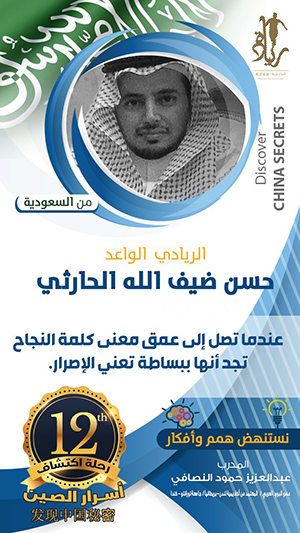 ريادة
Discover
CHINA SECRETS
من السعودية
الريادي الواعد
حسن ضيف الله الحارثي
عندما تصل إلى عمق معنى كلمة النجاح
تجد أنها ببساطة تعني الإصرار.
12th
رحلة اكتشاف
أسرار الصين
发现中国秘密
نستنهض همم وأفكار
المدرب
عبدالعزيز حمود النصافي